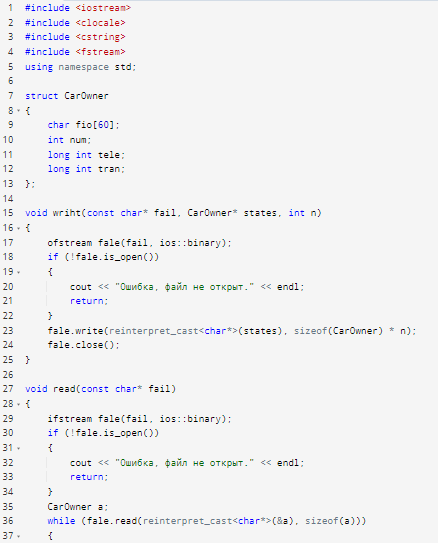 1 #include <iostream>
2 #include <clocale>
3 #include <cstring>
4 #include <fstream>
5 using namespace std;
6
7 struct CarOwner
8 {
9     char fio[60];
10     int num;
11     long int tele;
12     long int tran;
13 };
14
15 void wriht(const char* fail, CarOwner* states, int n)
16 {
17     ofstream fale(fail, ios::binary);
18     if (!fale.is_open())
19     {
20         cout << "Ошибка, файл не открыт." << endl;
21         return;
22     }
23     fale.write(reinterpret_cast<char*>(states), sizeof(CarOwner) * n);
24     fale.close();
25 }
26
27 void read(const char* fail)
28 {
29     ifstream fale(fail, ios::binary);
30     if (!fale.is_open())
31     {
32         cout << "Ошибка, файл не открыт." << endl;
33         return;
34     }
35     CarOwner a;
36     while (fale.read(reinterpret_cast<char*>(&a), sizeof(a)))
37     {